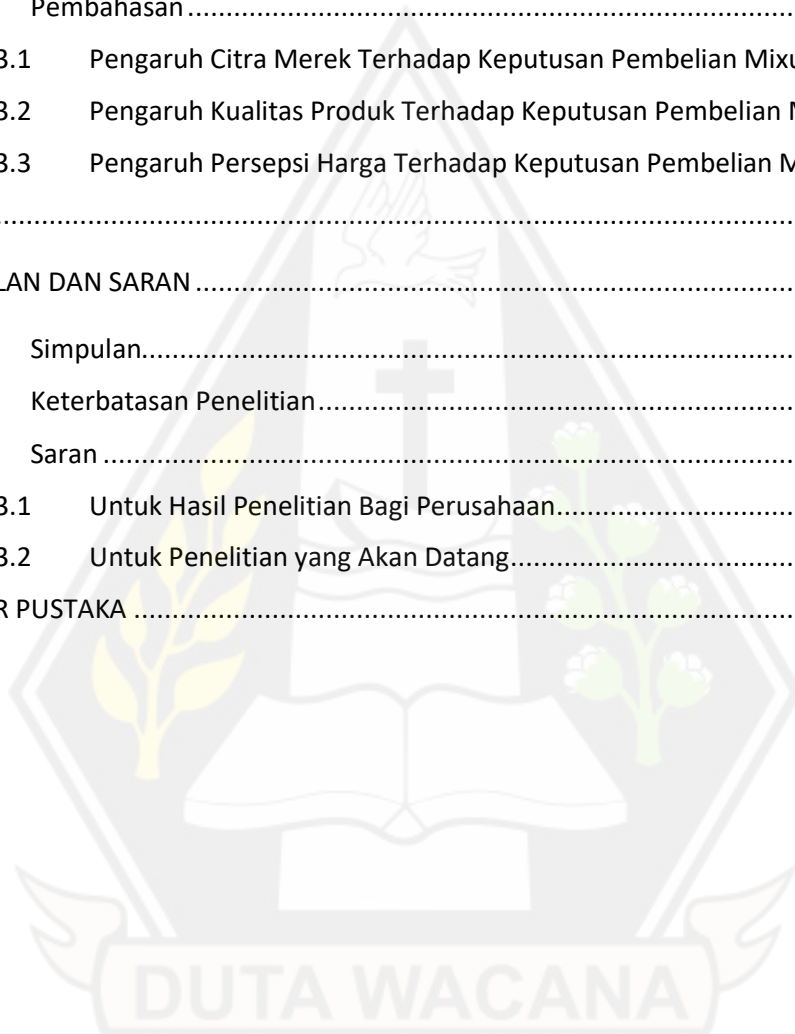 Pembahasan ........................................................................................
3.1 Pengaruh Citra Merek Terhadap Keputusan Pembelian
3.2 Pengaruh Kualitas Produk Terhadap Keputusan Pembelian
3.3 Pengaruh Persepsi Harga Terhadap Keputusan Pembelian
........................................................................................
LAN DAN SARAN ........................................................................................
Simpulan........................................................................................
Keterbatasan Penelitian ........................................................................................
Saran ........................................................................................
3.1 Untuk Hasil Penelitian Bagi Perusahaan........................................................................................
3.2 Untuk Penelitian yang Akan Datang........................................................................................
R PUSTAKA ........................................................................................
DUTA WACANA